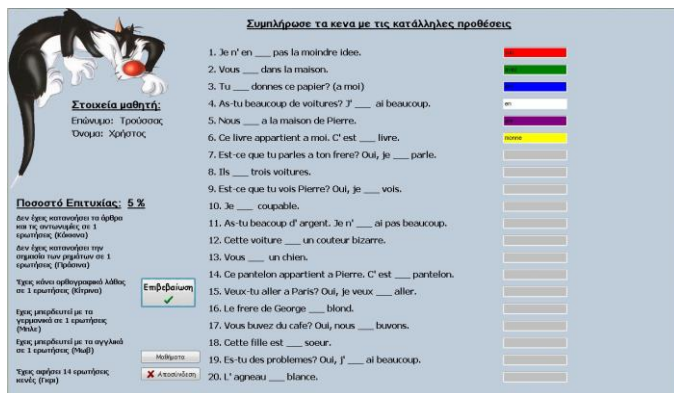 Συμπλήρωσε τα κενα με τις κατάλληλες προθέσεις
1. Je n' en ___ pas la moindre idee.
2. Vous ___ dans la maison.
3. Tu ___ donnes ce papier? (a moi)
4. As-tu beaucoup de voitures? J' ___ ai beaucoup.
en
5. Nous ___ a la maison de Pierre.
6. Ce livre appartient a moi. C' est ___ livre.
7. Est-ce que tu parles a ton frere? Oui, je ___ parle.
8. Ils ___ trois voitures.
9. Est-ce que tu vois Pierre? Oui, je ___ vois.
10. Je ___ coupable.
11. As-tu beacoup d' argent. Je n' ___ ai pas beaucoup.
12. Cette voiture ___ un couteur bizarre.
13. Vous ___ un chien.
14. Ce pantelon appartient a Pierre. C' est ___ pantelon.
15. Veux-tu aller a Paris? Oui, je veux ___ aller.
16. Le frere de George ___ blond.
17. Vous buvez du cafe? Oui, nous ___ buvons.
18. Cette fille est ___ soeur.
19. Es-tu des problemes? Oui, j' ___ ai beaucoup.
20. L' agneau ___ blance.
Στοιχεία μαθητή:
Επώνυμο: Τρούσσας
Όνομα: Χρήστος
Ποσοστό Επιτυχίας: 5 %
Δεν έχεις κατανοήσει τα άρθρα
και τις αντωνυμίες σε 1
ερωτήσεις (Κόκκινα)
Δεν έχεις κατανοήσει την
σημασία των ρημάτων σε 1
ερωτήσεις (Πράσινα)
Έχεις κάνει ορθογραφικό λάθος
σε 1 ερωτήσεις (Κίτρινα)
Εχεις μπερδευτεί με τα
γερμανικά σε 1 ερωτήσεις
(Μπλε)
Εχεις μπερδευτεί με τα αγγλικά
σε 1 ερωτήσεις (Μωβ)
Έχεις αφήσει 14 ερωτήσεις
κενές (Γκρι)
Επιβεβαίωση
Μαθήματα
Αποσύνδεση